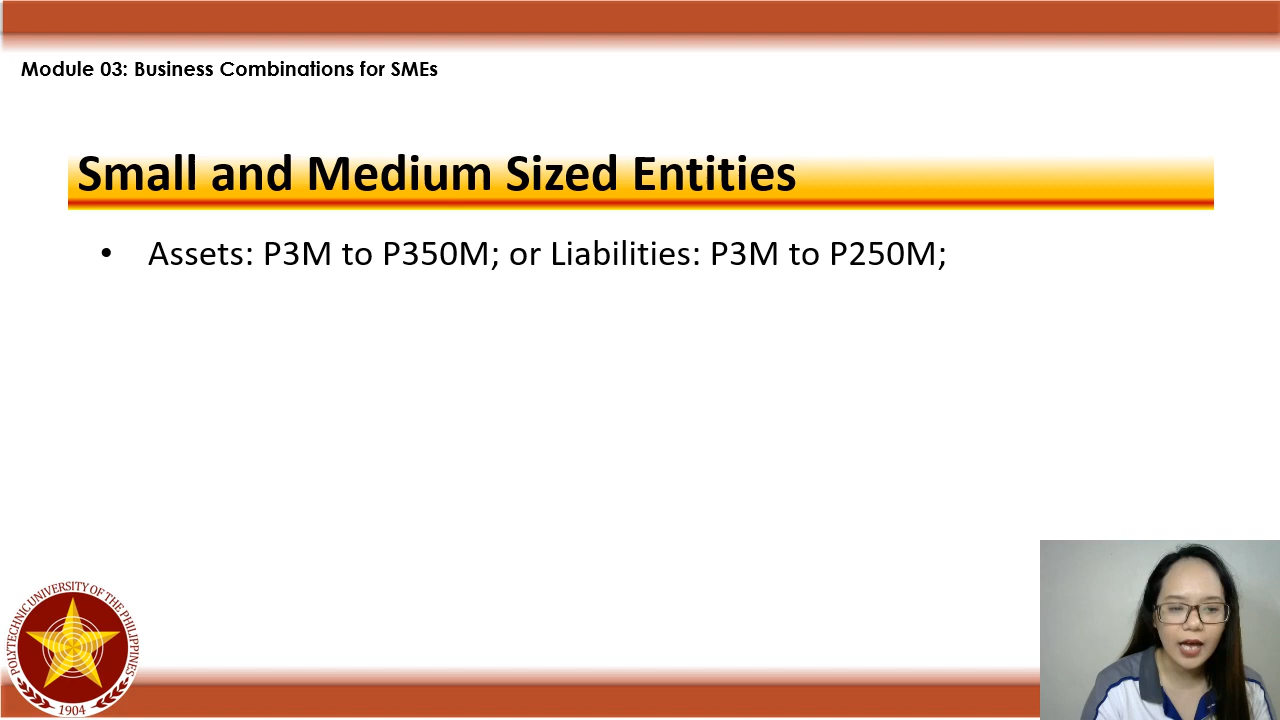 Module 03: Business Combinations for SMEs
Small and Medium Sized Entities
• Assets: P3M to P350M; or Liabilities: P3M to P250M;
POLYTECHNIC UNIVERSITY OF THE PHILIPPINES
1904